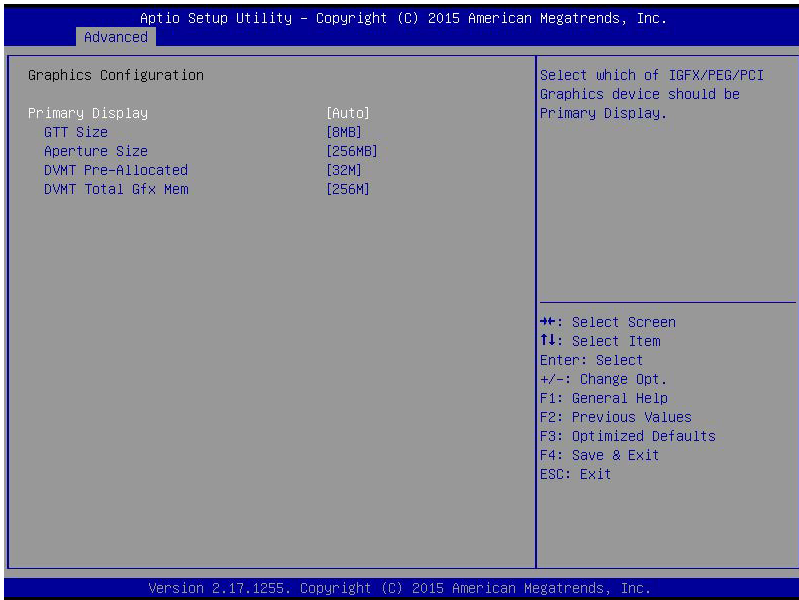 Aptio Setup Utility – Copyright (C) 2015 American Megatrends, Inc.
Advanced
Graphics Configuration
Primary Display [Auto]
GTT Size [8MB]
Aperture Size [256MB]
DVMT Pre-Allocated [32M]
DVMT Total Gfx Mem [256M]
Select which of IGFX/PEG/PCI
Graphics device should be
Primary Display.
→←: Select Screen
↑↓: Select Item
Enter: Select
+/-: Change Opt.
F1: General Help
F2: Previous Values
F3: Optimized Defaults
F4: Save & Exit
ESC: Exit
Version 2.17.1255. Copyright (C) 2015 American Megatrends, Inc.